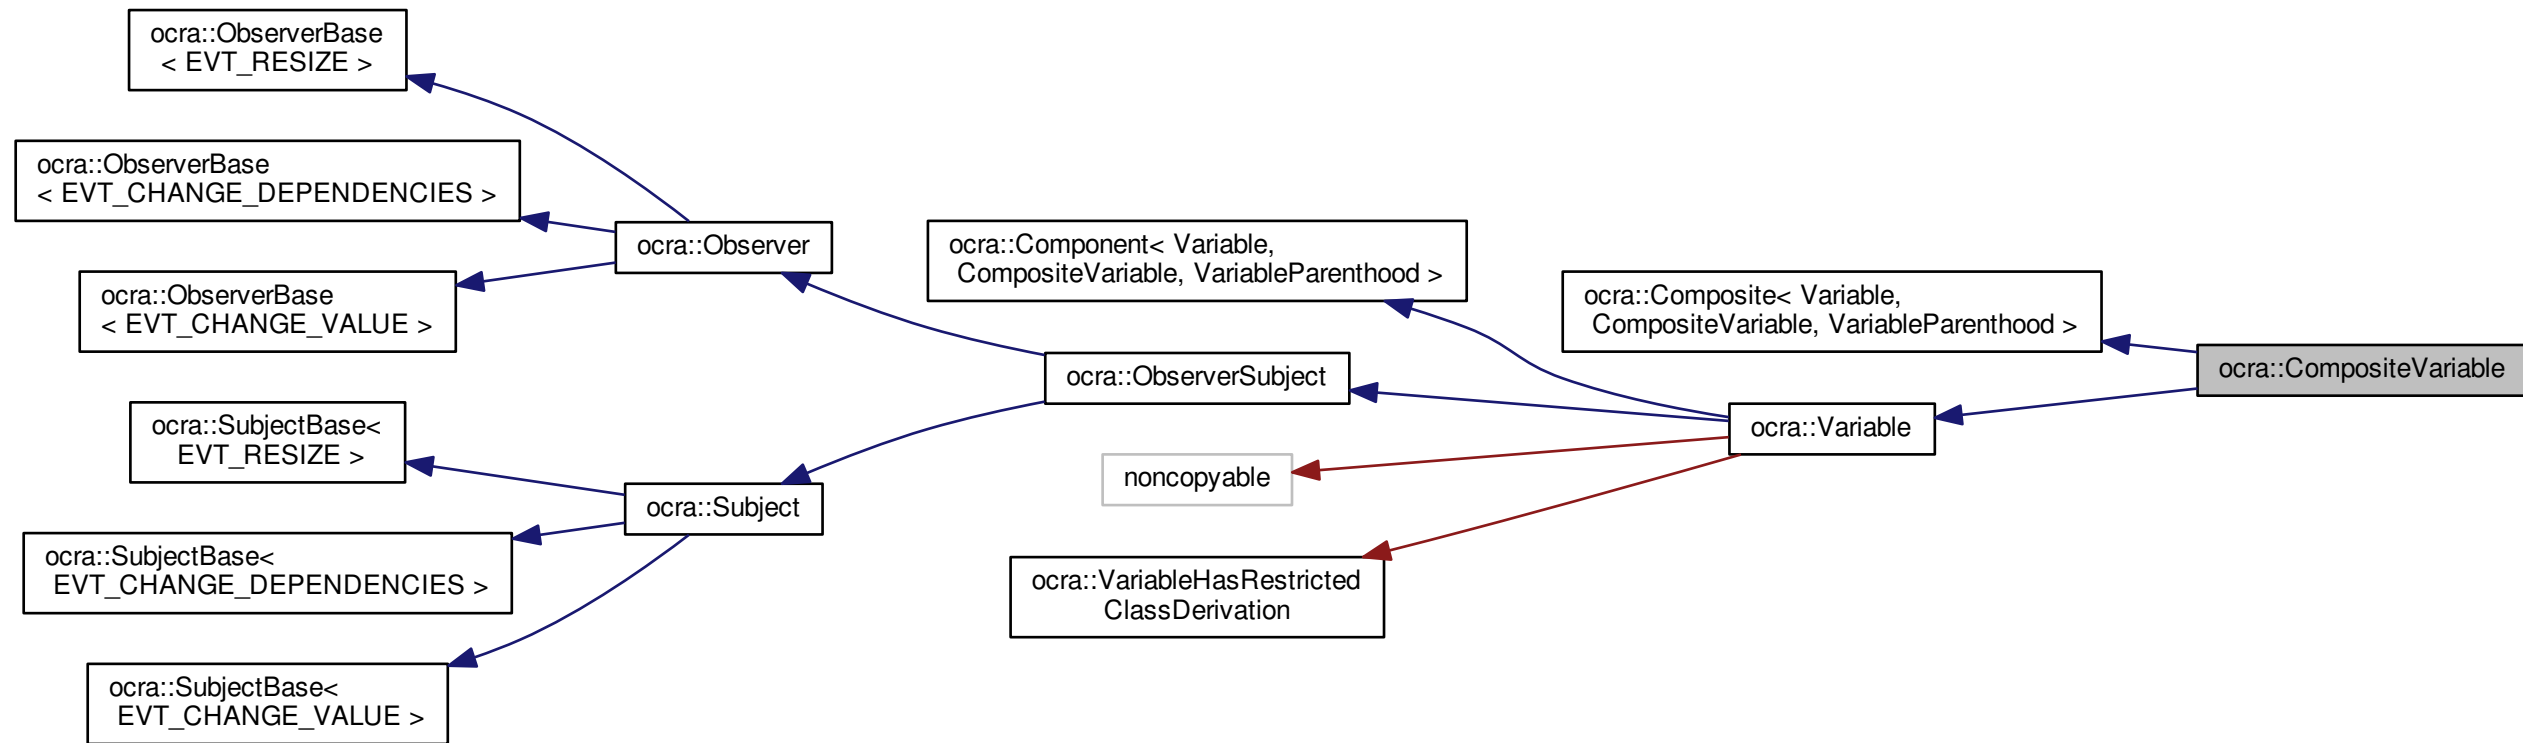 ocra::ObserverBase
< EVT_RESIZE >
ocra::ObserverBase
< EVT_CHANGE_DEPENDENCIES >
ocra::ObserverBase
< EVT_CHANGE_VALUE >
ocra::SubjectBase<
EVT_RESIZE >
ocra::SubjectBase<
EVT_CHANGE_DEPENDENCIES >
ocra::SubjectBase<
EVT_CHANGE_VALUE >
ocra::Observer
ocra::Subject
ocra::Component< Variable,
CompositeVariable, VariableParenthood >
ocra::ObserverSubject
noncopyable
ocra::VariableHasRestricted
ClassDerivation
ocra::Composite< Variable,
CompositeVariable, VariableParenthood >
ocra::Variable
ocra::CompositeVariable